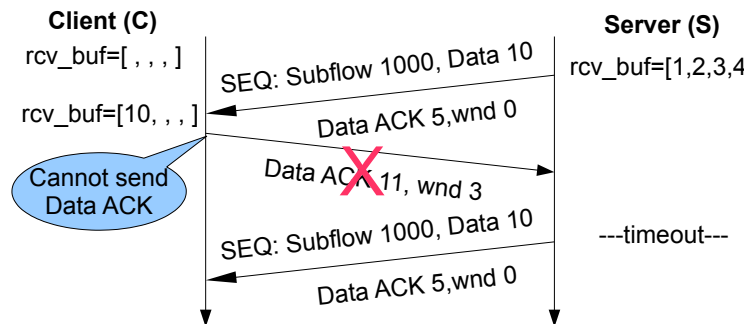 Client (C)
Server (S)
rcv_buf=[ , , , ]
SEQ: Subflow 1000, Data 10
rcv_buf=[1,2,3,4
rcv_buf=[10, , , ]
Data ACK 5,wnd 0
Cannot send
Data ACK
Data ACK 11, wnd 3
SEQ: Subflow 1000, Data 10
---timeout---
Data ACK 5,wnd 0